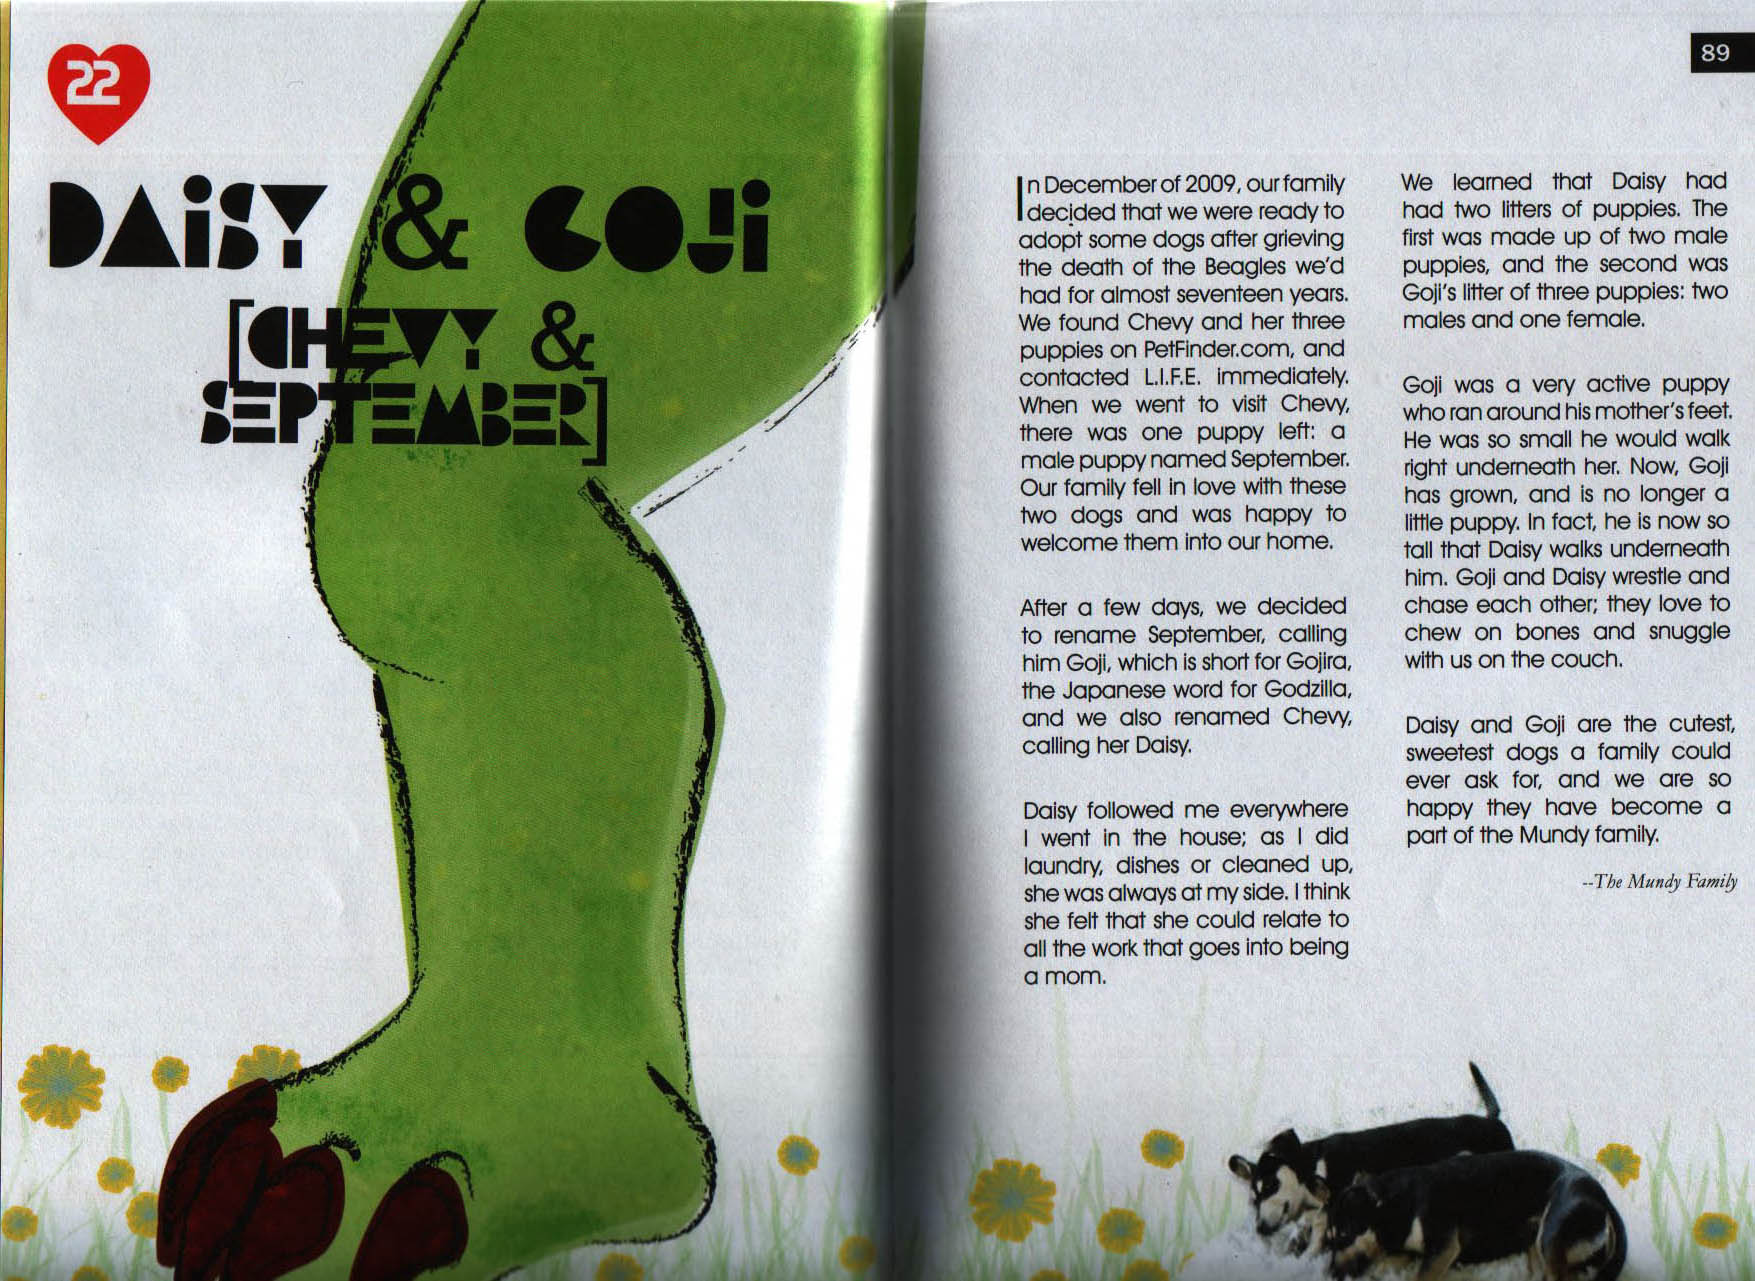 22
DAiSY & GOJi
[CHEVY &
SEPTEMBER]
89
In December of 2009, our family
decided that we were ready to
adopt some dogs after grieving
the death of the Beagles we'd
had for almost seventeen years.
We found Chevy and her three
puppies on PetFinder.com, and
contacted L.I.F.E. immediately.
When we went to visit Chevy,
there was one puppy left: a
male puppy named September.
Our family fell in love with these
two dogs and was happy to
welcome them into our home.
After a few days, we decided
to rename September, calling
him Goji, which is short for Gojira,
the Japanese word for Godzilla,
and we also renamed Chevy,
calling her Daisy.
Daisy followed me everywhere
I went in the house; as I did
laundry, dishes or cleaned up,
she was always at my side. I think
she felt that she could relate to
all the work that goes into being
a mom.
We learned that Daisy had
had two litters of puppies. The
first was made up of two male
puppies, and the second was
Goji's litter of three puppies: two
males and one female.
Goji was a very active puppy
who ran around his mother's feet.
He was so small he would walk
right underneath her. Now, Goji
has grown, and is no longer a
little puppy. In fact, he is now so
tall that Daisy walks underneath
him. Goji and Daisy wrestle and
chase each other; they love to
chew on bones and snuggle
with us on the couch.
Daisy and Goji are the cutest,
sweetest dogs a family could
ever ask for, and we are so
happy they have become a
part of the Mundy family.
--The Mundy Family